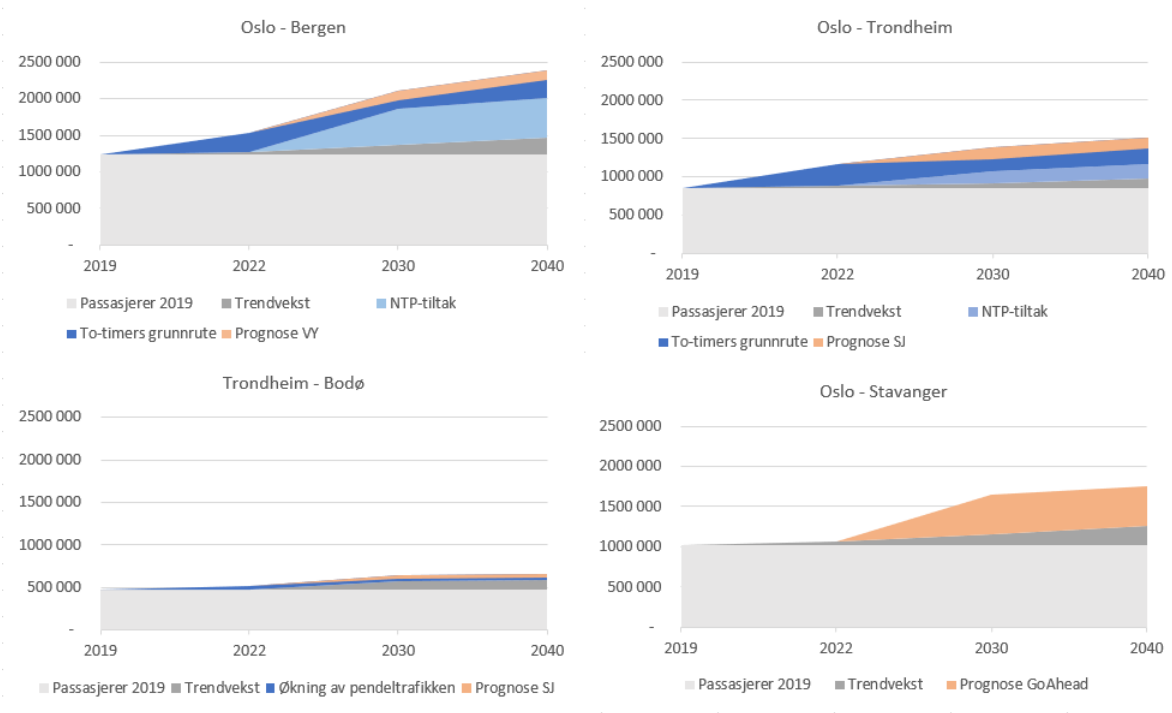 Oslo - Bergen
2500 000
2000 000
1500 000
1000 000
500 000
-
2019 2022 2030 2040
Passasjerer 2019 Trendvekst NTP-tiltak
To-timers grunnrute Prognose VY
Oslo - Trondheim
2500 000
2000 000
1500 000
1000 000
500 000
-
2019 2022 2030 2040
Passasjerer 2019 Trendvekst NTP-tiltak
To-timers grunnrute Prognose SJ
Trondheim - Bodø
2500 000
2000 000
1500 000
1000 000
500 000
-
2019 2022 2030 2040
Passasjerer 2019 Trendvekst Økning av pendeltrafikken Prognose SJ
Oslo - Stavanger
2500 000
2000 000
1500 000
1000 000
500 000
-
2019 2022 2030 2040
Passasjerer 2019 Trendvekst Prognose GoAhead